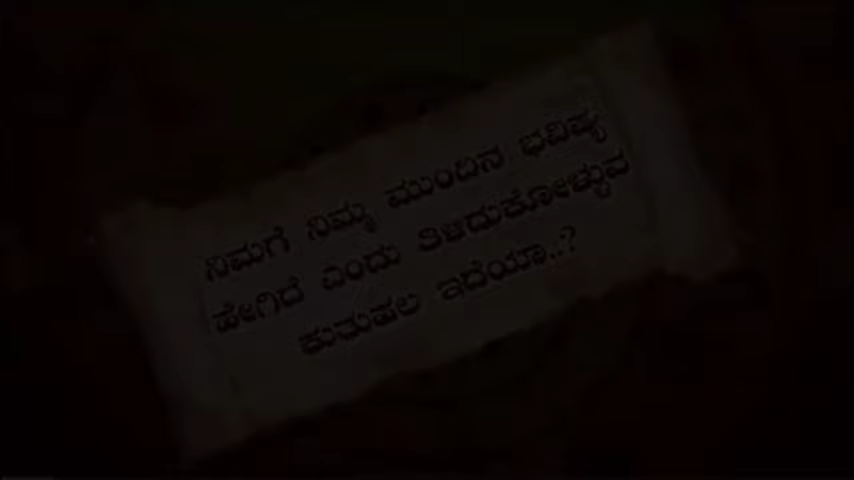 ನಿಮಗೆ ನಿಮ್ಮ ಮುಂದಿನ ಭವಿಷ್ಯ
ಹೇಗಿದೆ ಎಂದು ತಿಳಿದುಕೋಳ್ಳುವ
ಕುತುಹಲ ಇದೆಯಾ..?